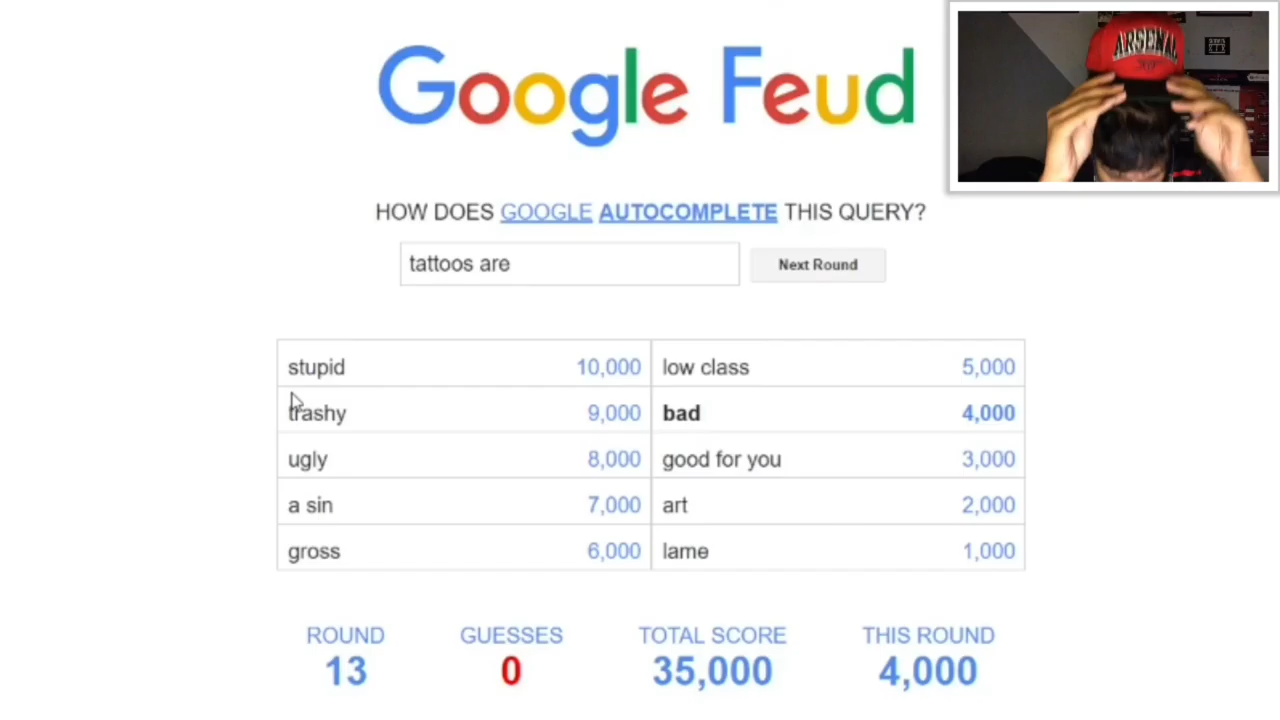 Google Feud
ARSENAL
HOW DOES GOOGLE AUTOCOMPLETE THIS QUERY?
tattoos are
Next Round
stupid 10,000 low class 5,000
trashy 9,000 bad 4,000
ugly 8,000 good for you 3,000
a sin 7,000 art 2,000
gross 6,000 lame 1,000
ROUND GUESSES TOTAL SCORE THIS ROUND
13 0 35,000 4,000